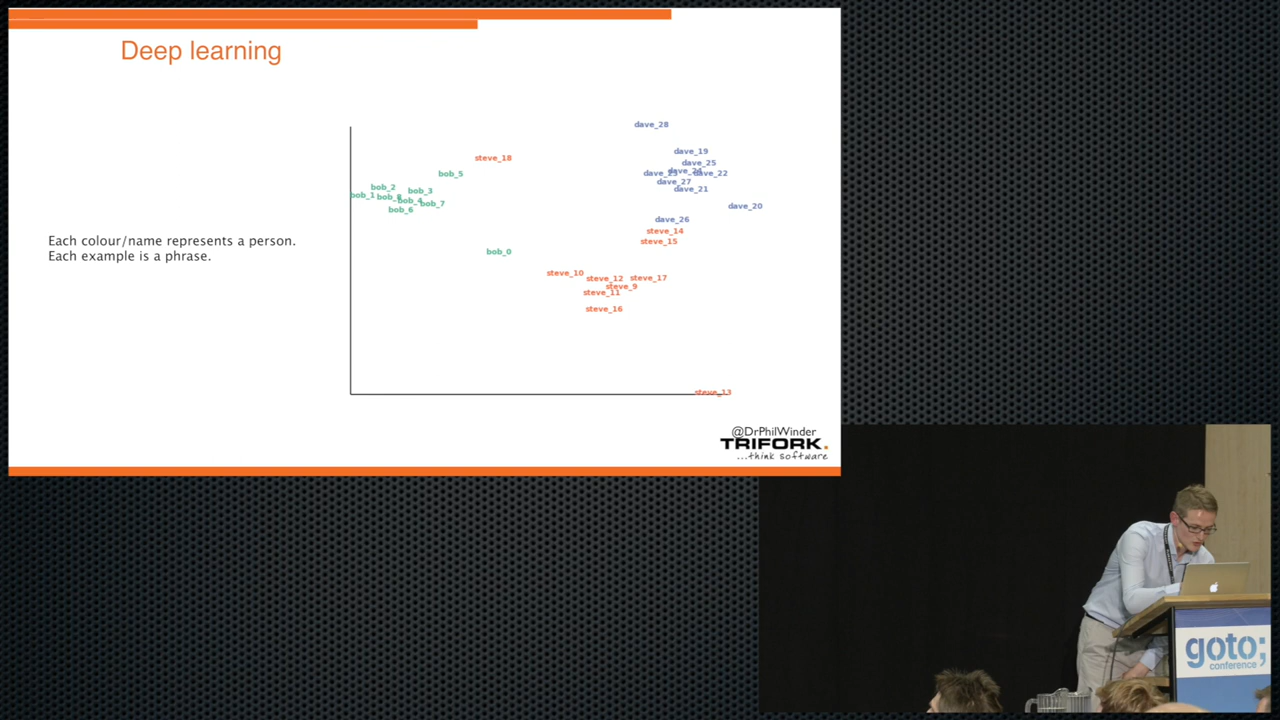 Deep learning
dave_28
dave_19
steve_18
dave_25
bob_5
dave_22
dave_27
bob_2
bob_3
dave_21
bob_1
bob_7
bob_6
dave_20
dave_26
steve_14
Each colour/name represents a person.
steve_15
Each example is a phrase.
bob_0
steve_10
steve_12
steve_17
steve_9
steve_11
steve_16
steve_13
@DrPhilWinder
TRIFORK.
...think software
goto;
conference